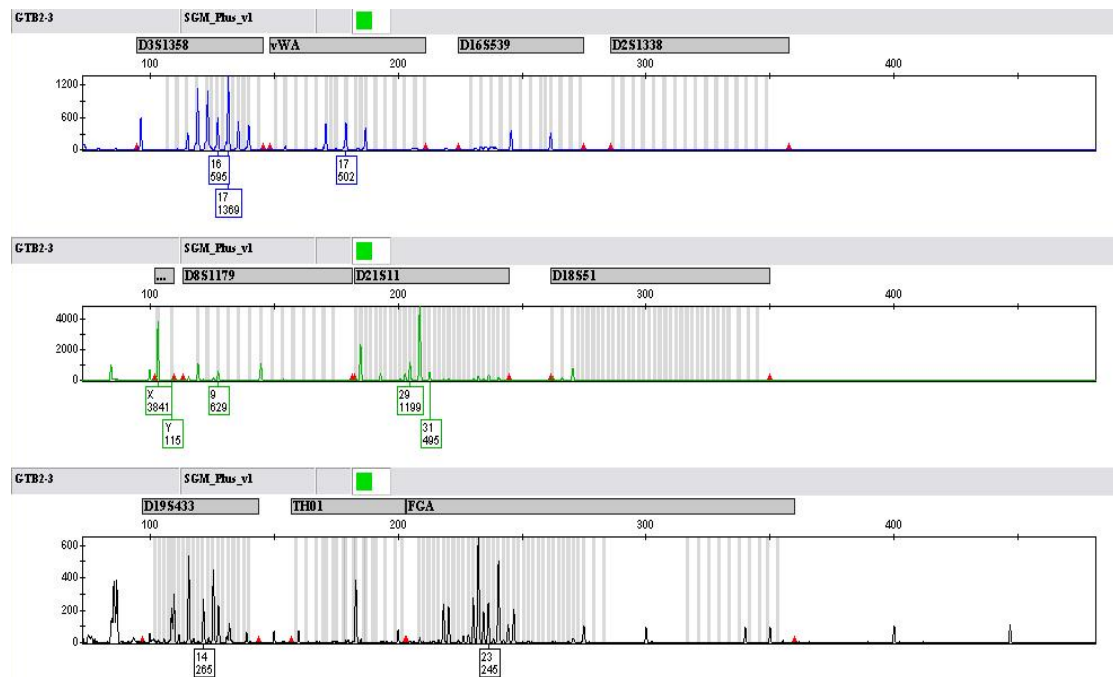 GTB2-3 SGM_Plus_v1
D3S1358 vWA D16S539 D2S1338
100 200 300 400
1200
600
0
16 17
595 502
17
1369
GTB2-3 SGM_Plus_v1
... D8S1179 D21S11 D18S51
100 200 300 400
4000
2000
0
X 9 29
3841 629 1199
Y 31
115 495
GTB2-3 SGM_Plus_v1
D19S433 TH01 FGA
100 200 300 400
600
400
200
0
14 23
265 245